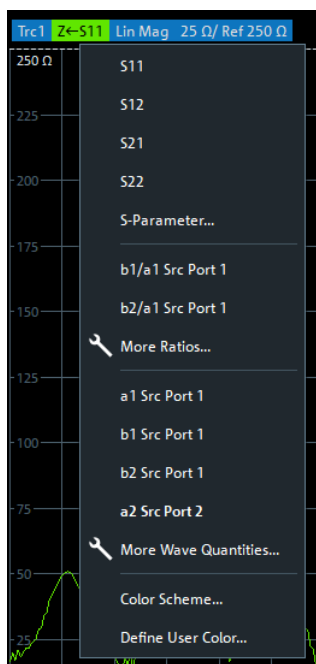 Trc1 Z←S11 Lin Mag 25 Ω/ Ref 250 Ω
250 Ω
S11
S12
225
S21
200
S22
S-Parameter...
175
b1/a1 Src Port 1
150
b2/a1 Src Port 1
More Ratios...
125
a1 Src Port 1
100
b1 Src Port 1
b2 Src Port 1
75
a2 Src Port 2
More Wave Quantities...
50
Color Scheme...
25
Define User Color...